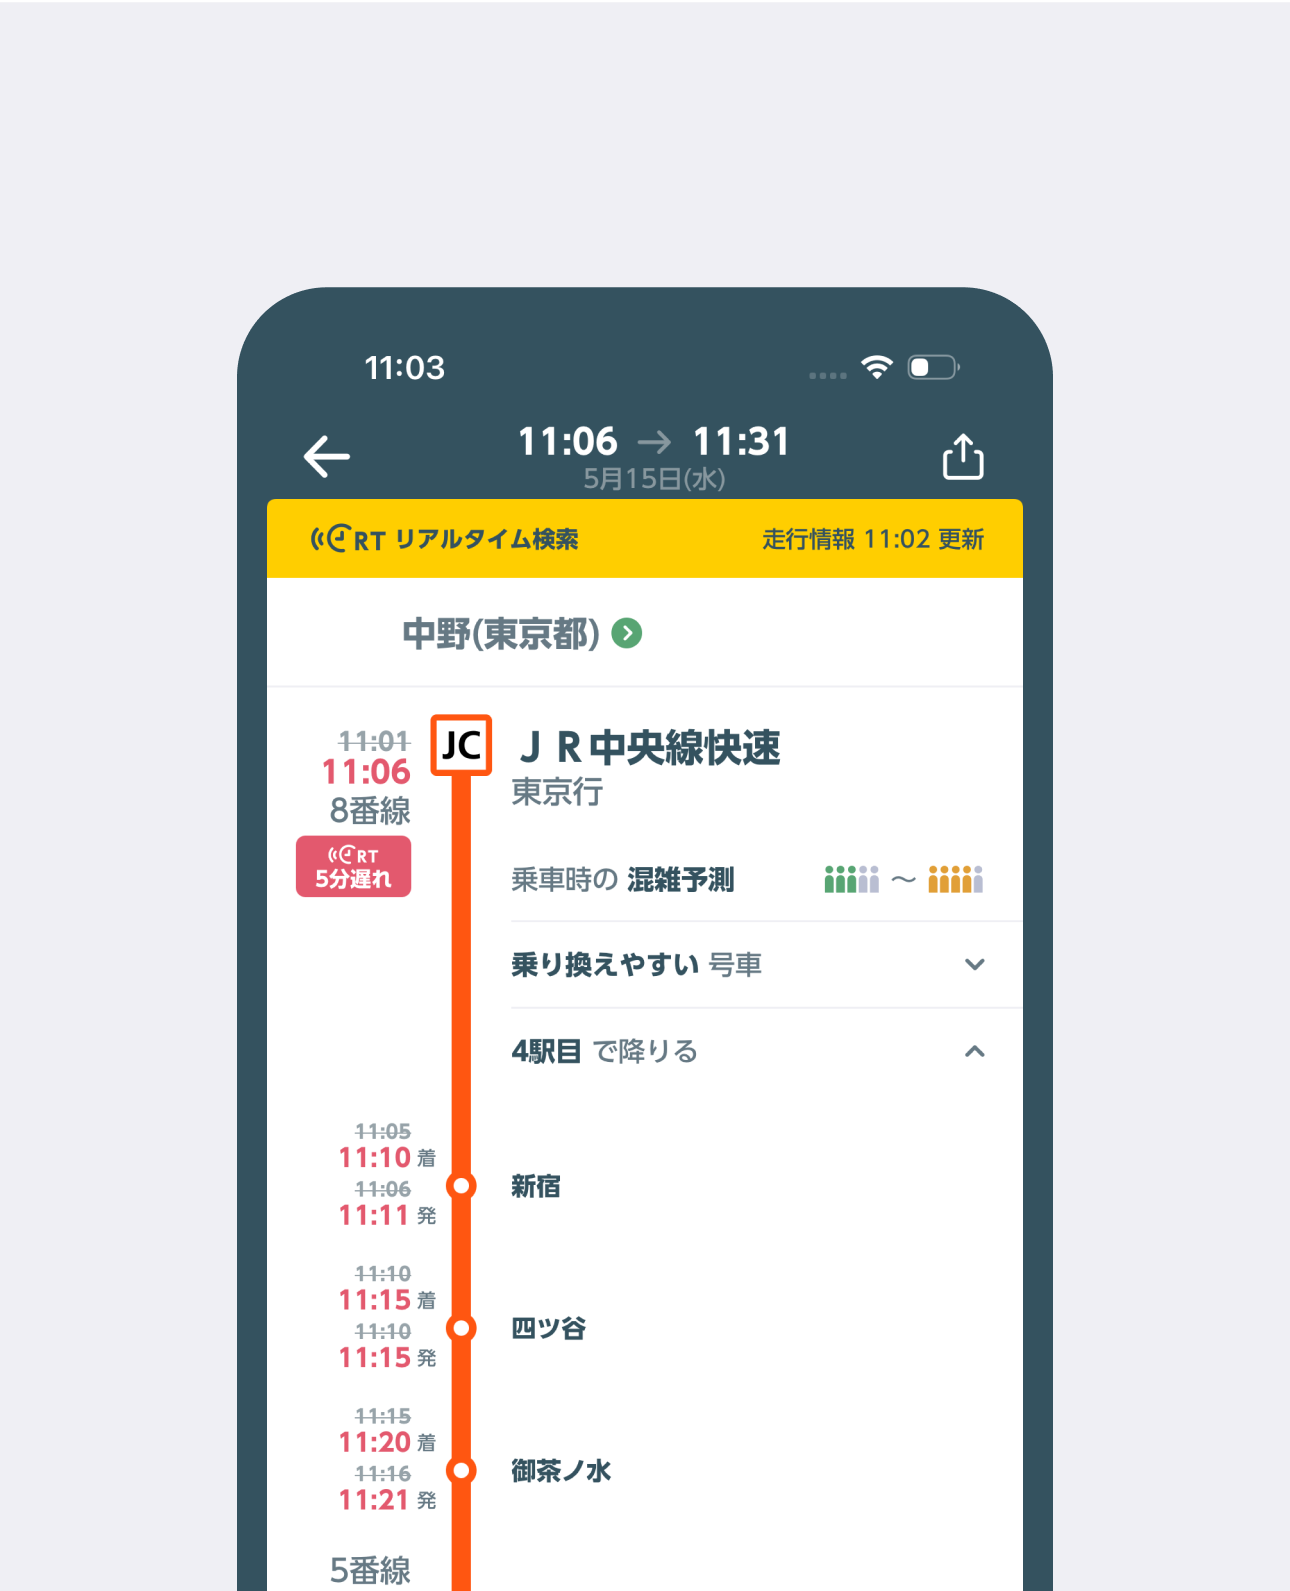 11:03
11:06 → 11:31
5月15日(水)
RT リアルタイム検索 走行情報 11:02 更新
中野(東京都)
11:01
11:06
8番線
RT
5分遅れ
JC
ＪＲ中央線快速
東京行
乗車時の 混雑予測 〜
乗り換えやすい 号車
4駅目 で降りる
11:05
11:10 着
11:06
11:11 発
新宿
11:10
11:15 着
11:10
11:15 発
四ツ谷
11:15
11:20 着
11:16
11:21 発
御茶ノ水
5番線